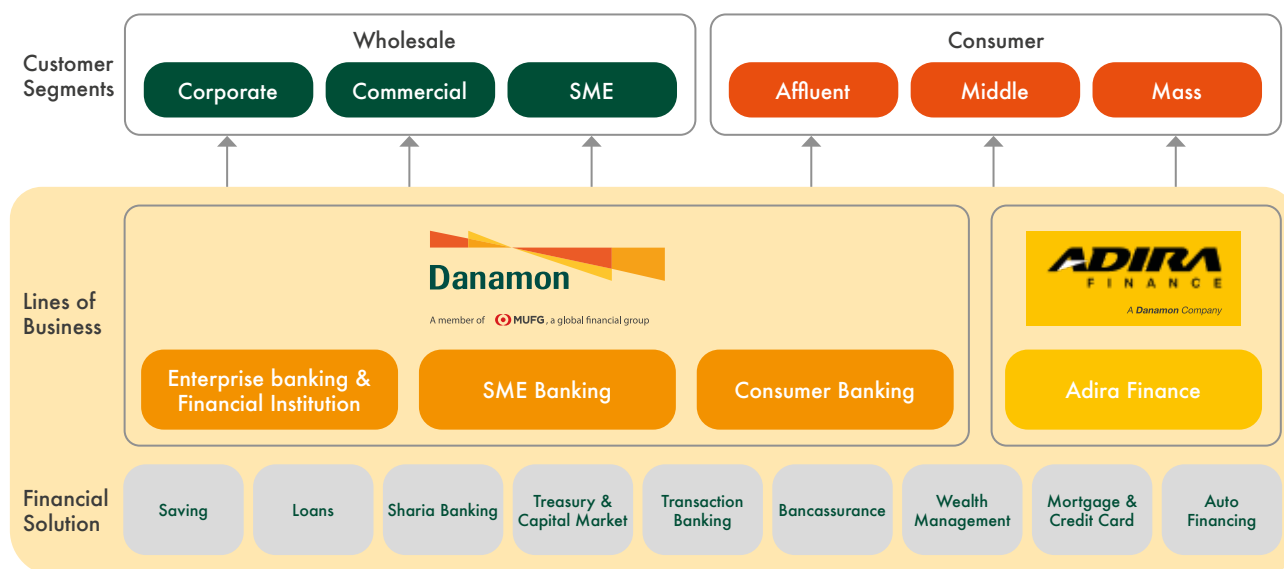 Customer
Segments
Wholesale
Corporate
Commercial
SME
Consumer
Affluent
Middle
Mass
Lines of
Business
Danamon
A member of MUFG, a global financial group
Enterprise banking &
Financial Institution
SME Banking
Consumer Banking
ADIRA
FINANCE
A Danamon Company
Adira Finance
Financial
Solution
Saving
Loans
Sharia Banking
Treasury &
Capital Market
Transaction
Banking
Bancassurance
Wealth
Management
Mortgage &
Credit Card
Auto
Financing